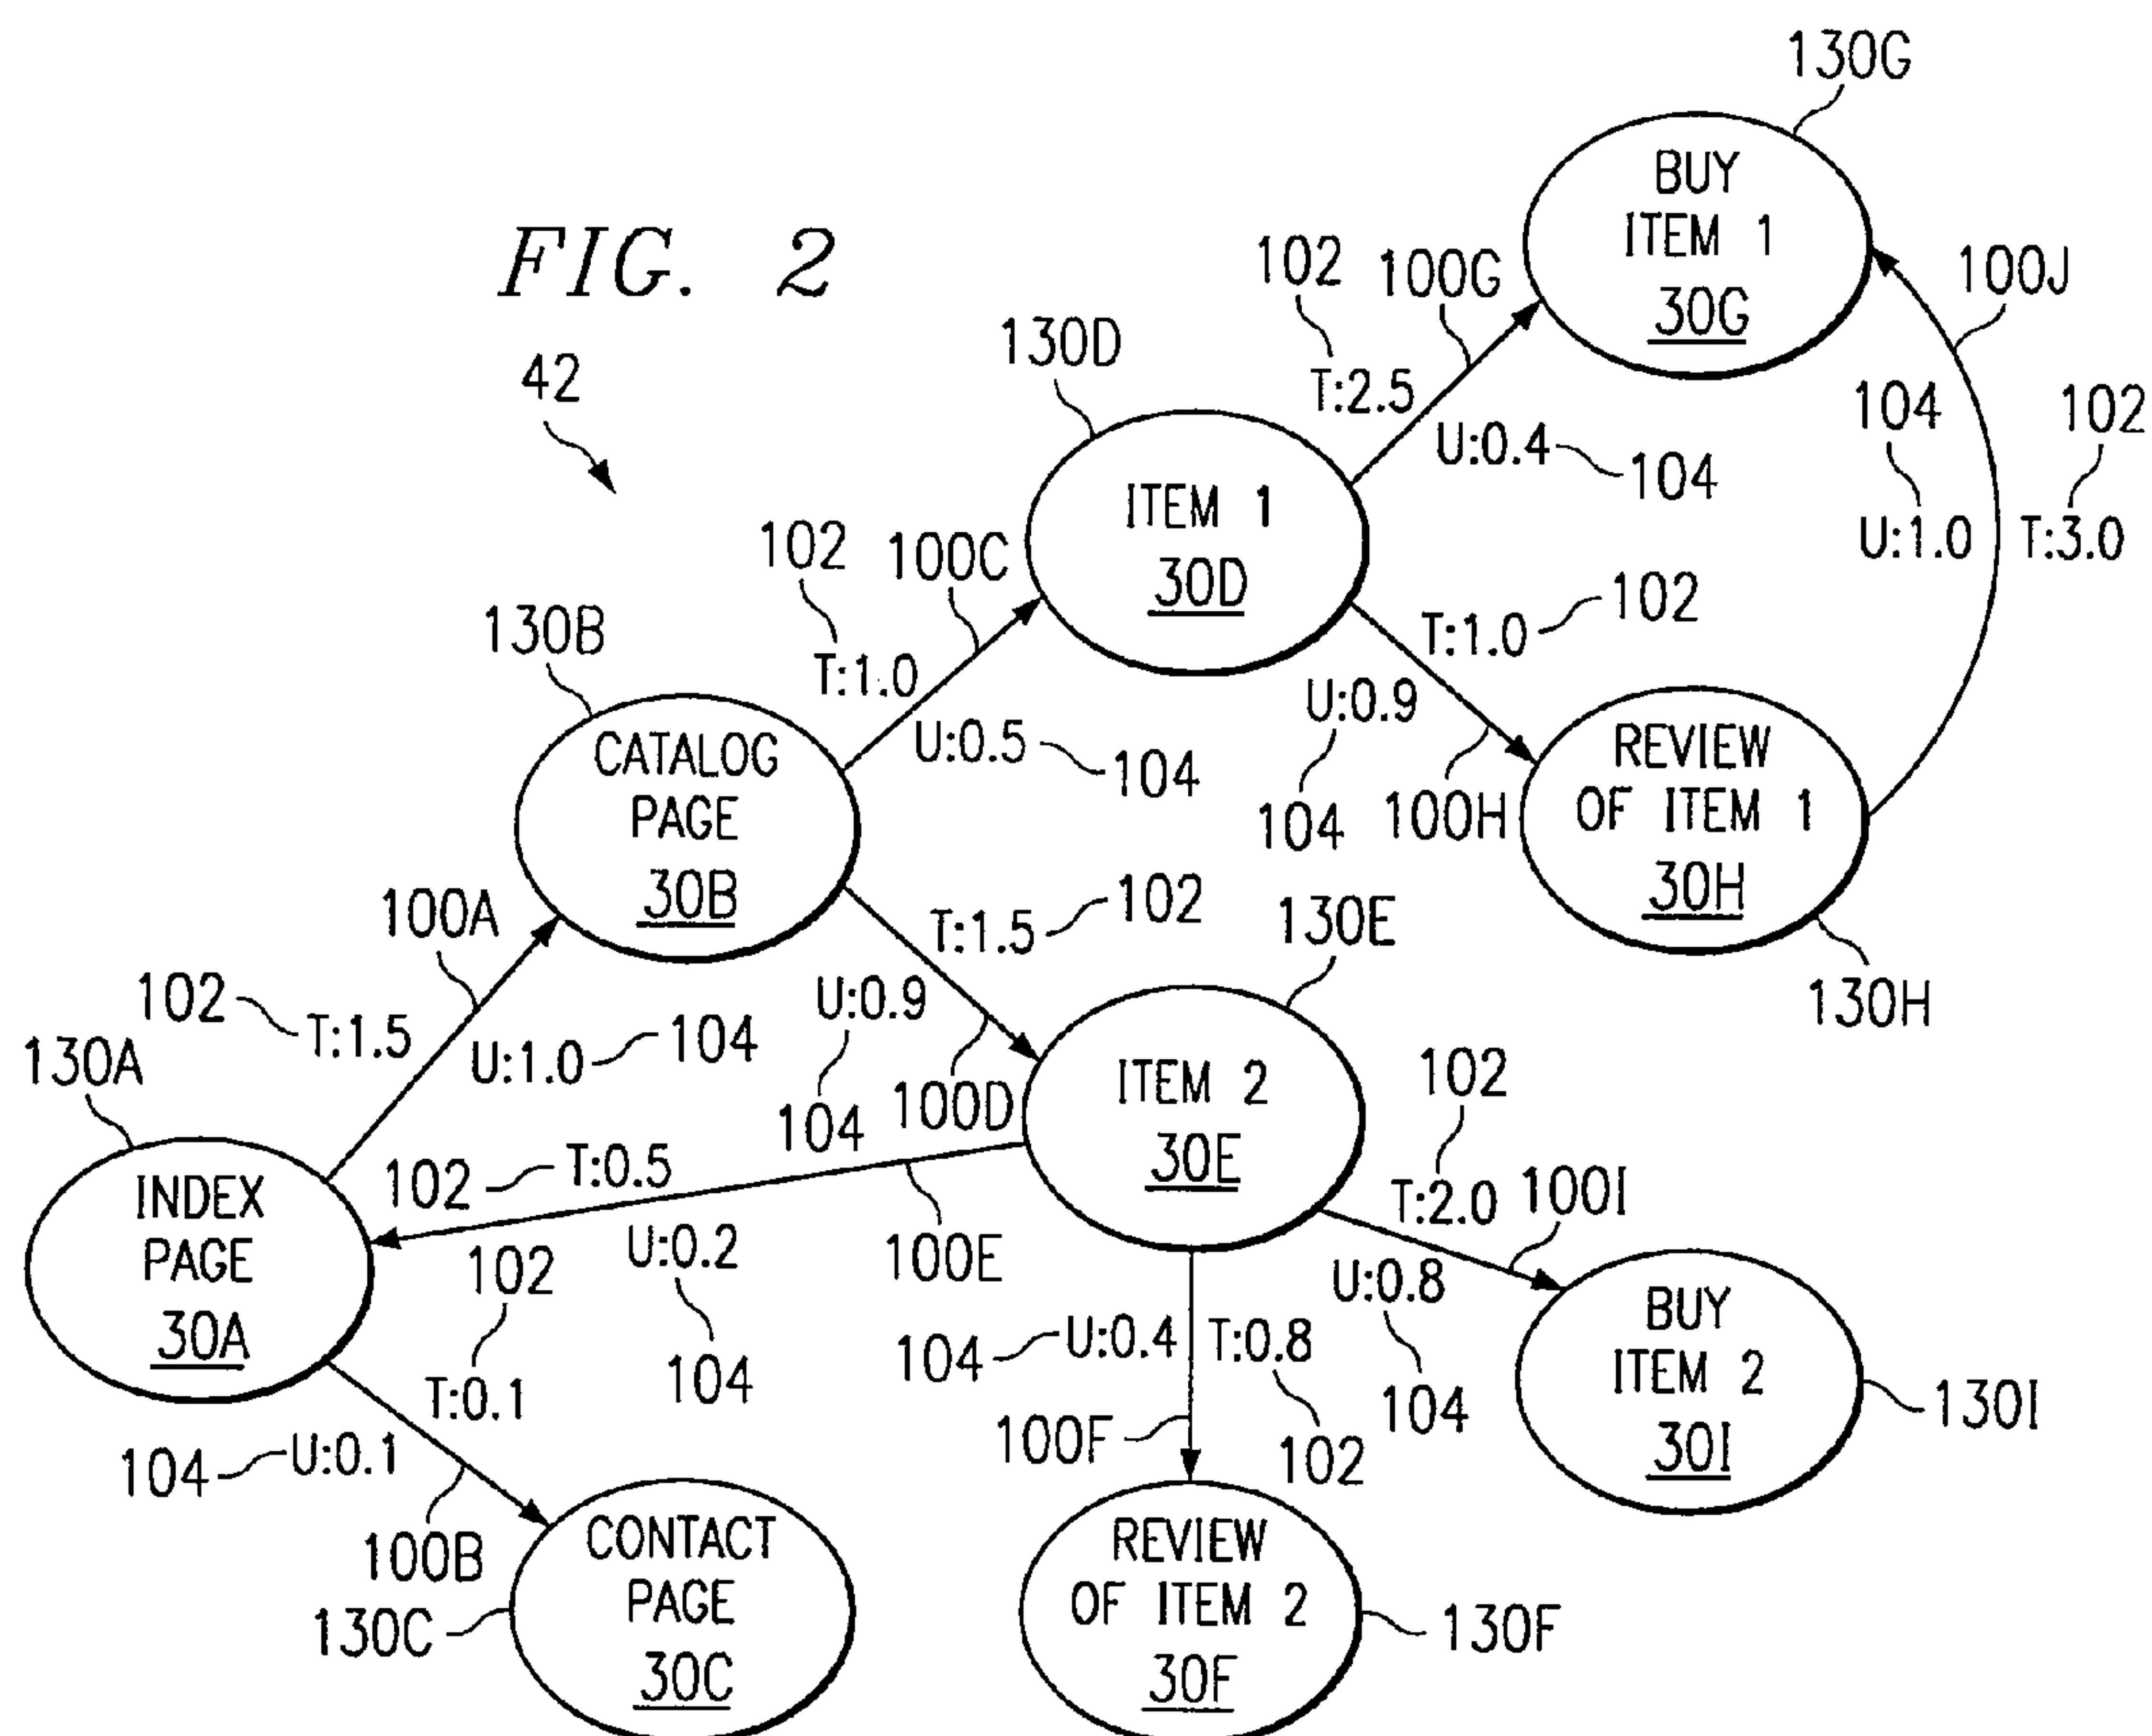 130G
BUY
ITEM 1
30G
FIG. 2
102
100G
100J
130D
42
T:2.5
104
102
U:0.4
104
ITEM 1
30D
102
100C
U:1.0
T:3.0
T:1.0
102
130B
T:1.0
U:0.9
U:0.5
104
CATALOG
PAGE
30B
104
100H
REVIEW
OF ITEM 1
30H
100A
T:1.5
102
130E
102
T:1.5
U:0.9
130H
130A
U:1.0
104
104
100D
ITEM 2
30E
102
INDEX
PAGE
30A
102
T:0.5
T:2.0
100I
U:0.2
100E
102
U:0.8
BUY
ITEM 2
30I
104
U:0.4
T:0.8
104
T:0.1
104
130I
104
U:0.1
100F
102
100B
CONTACT
PAGE
30C
REVIEW
OF ITEM 2
30F
130C
130F